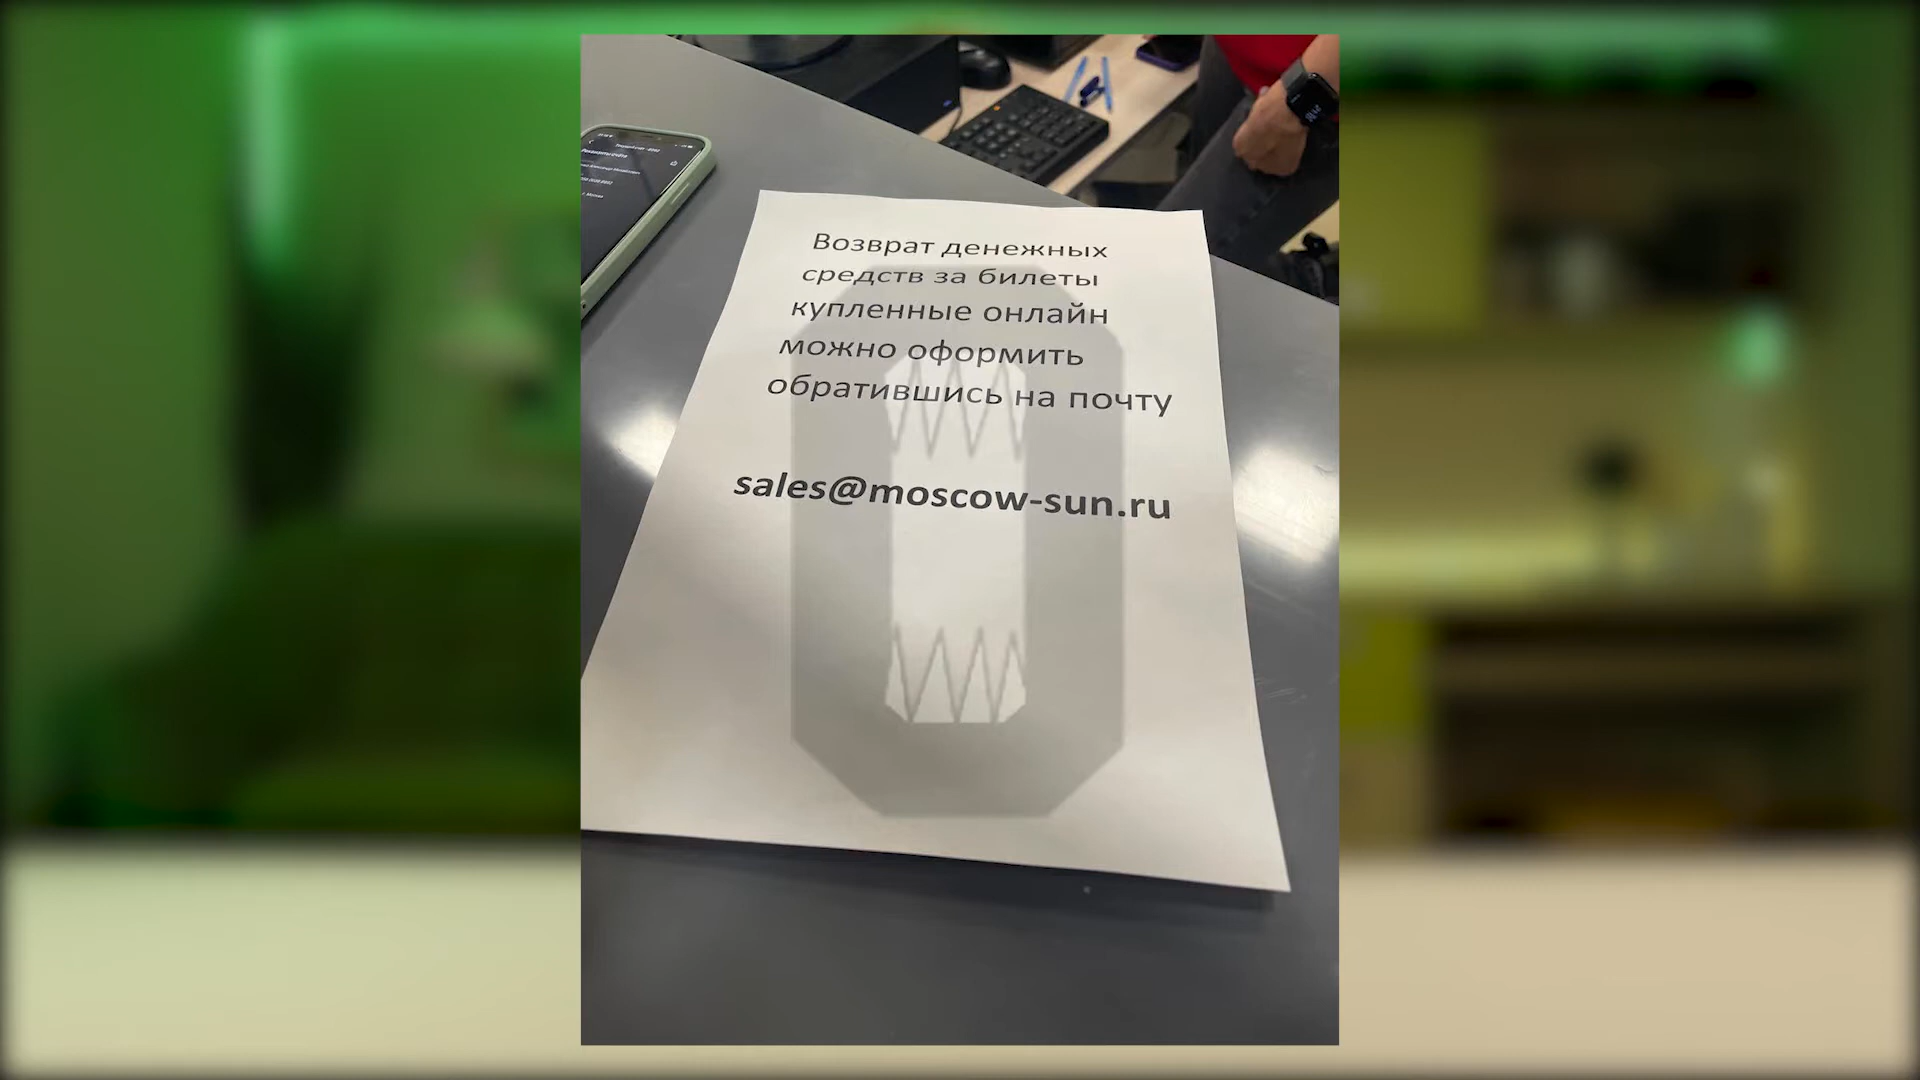 Возврат денежных
средств за билеты
купленные онлайн
можно оформить
обратившись на почту
sales@moscow-sun.ru